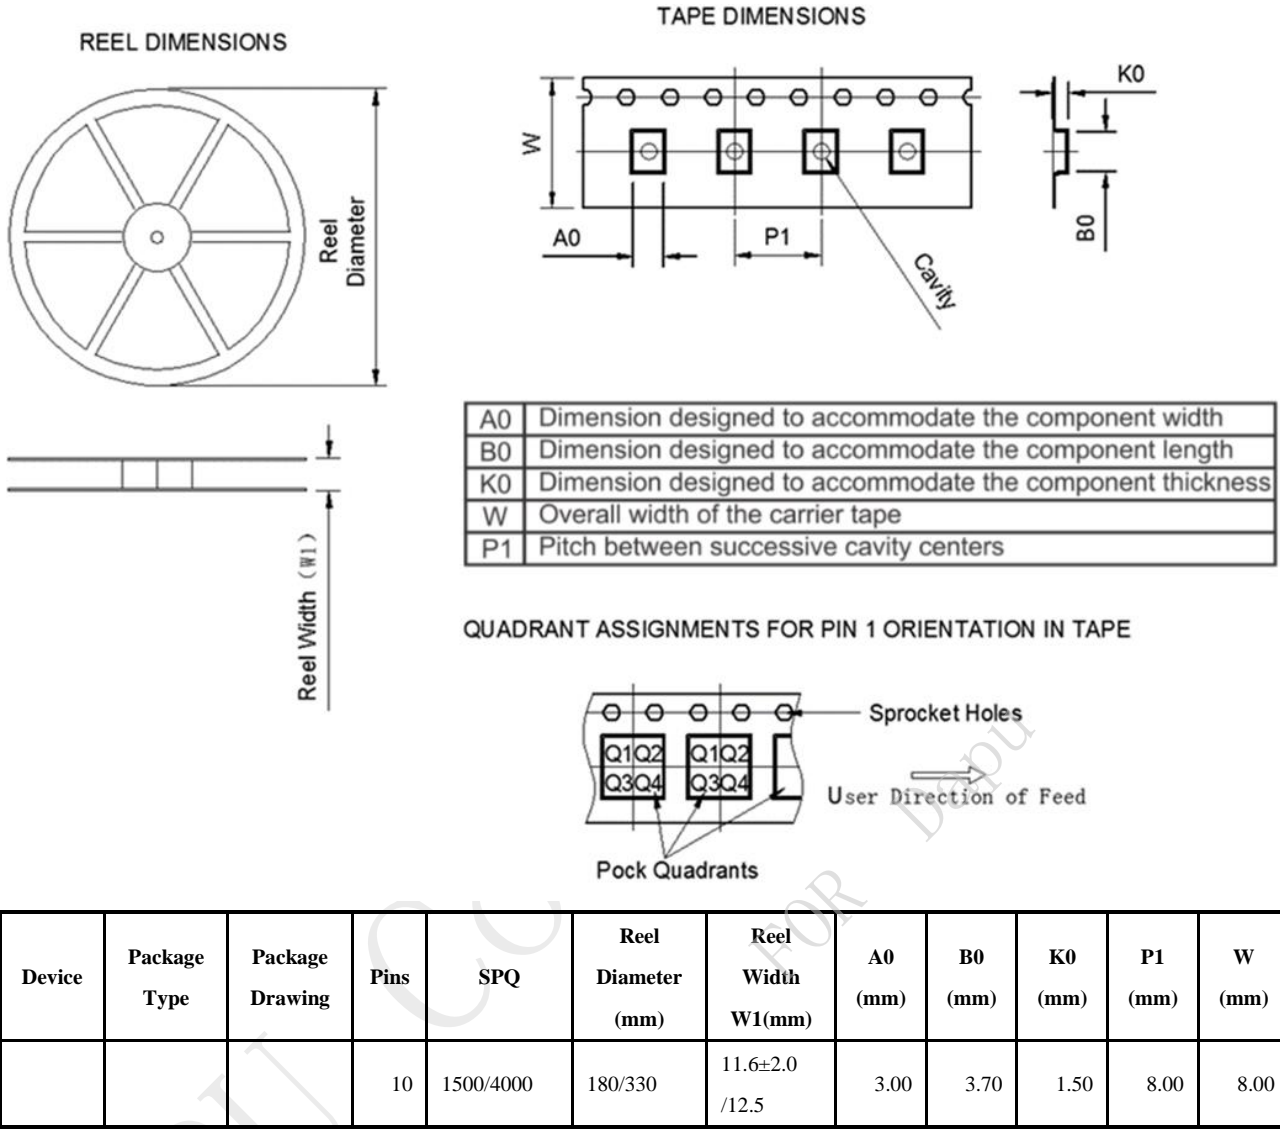 REEL DIMENSIONS
TAPE DIMENSIONS
Reel
Diameter
Reel Width (W1)
W
A0
P1
Cavity
K0
B0
A0 Dimension designed to accommodate the component width
B0 Dimension designed to accommodate the component length
K0 Dimension designed to accommodate the component thickness
W Overall width of the carrier tape
P1 Pitch between successive cavity centers
QUADRANT ASSIGNMENTS FOR PIN 1 ORIENTATION IN TAPE
Sprocket Holes
Q1 Q2 Q1 Q2
Q3 Q4 Q3 Q4
User Direction of Feed
Pock Quadrants
FOR Dapu
Device Package Type Package Drawing Pins SPQ Reel Diameter (mm) Reel Width W1(mm) A0 (mm) B0 (mm) K0 (mm) P1 (mm) W (mm)
10 1500/4000 180/330 11.6±2.0 /12.5 3.00 3.70 1.50 8.00 8.00